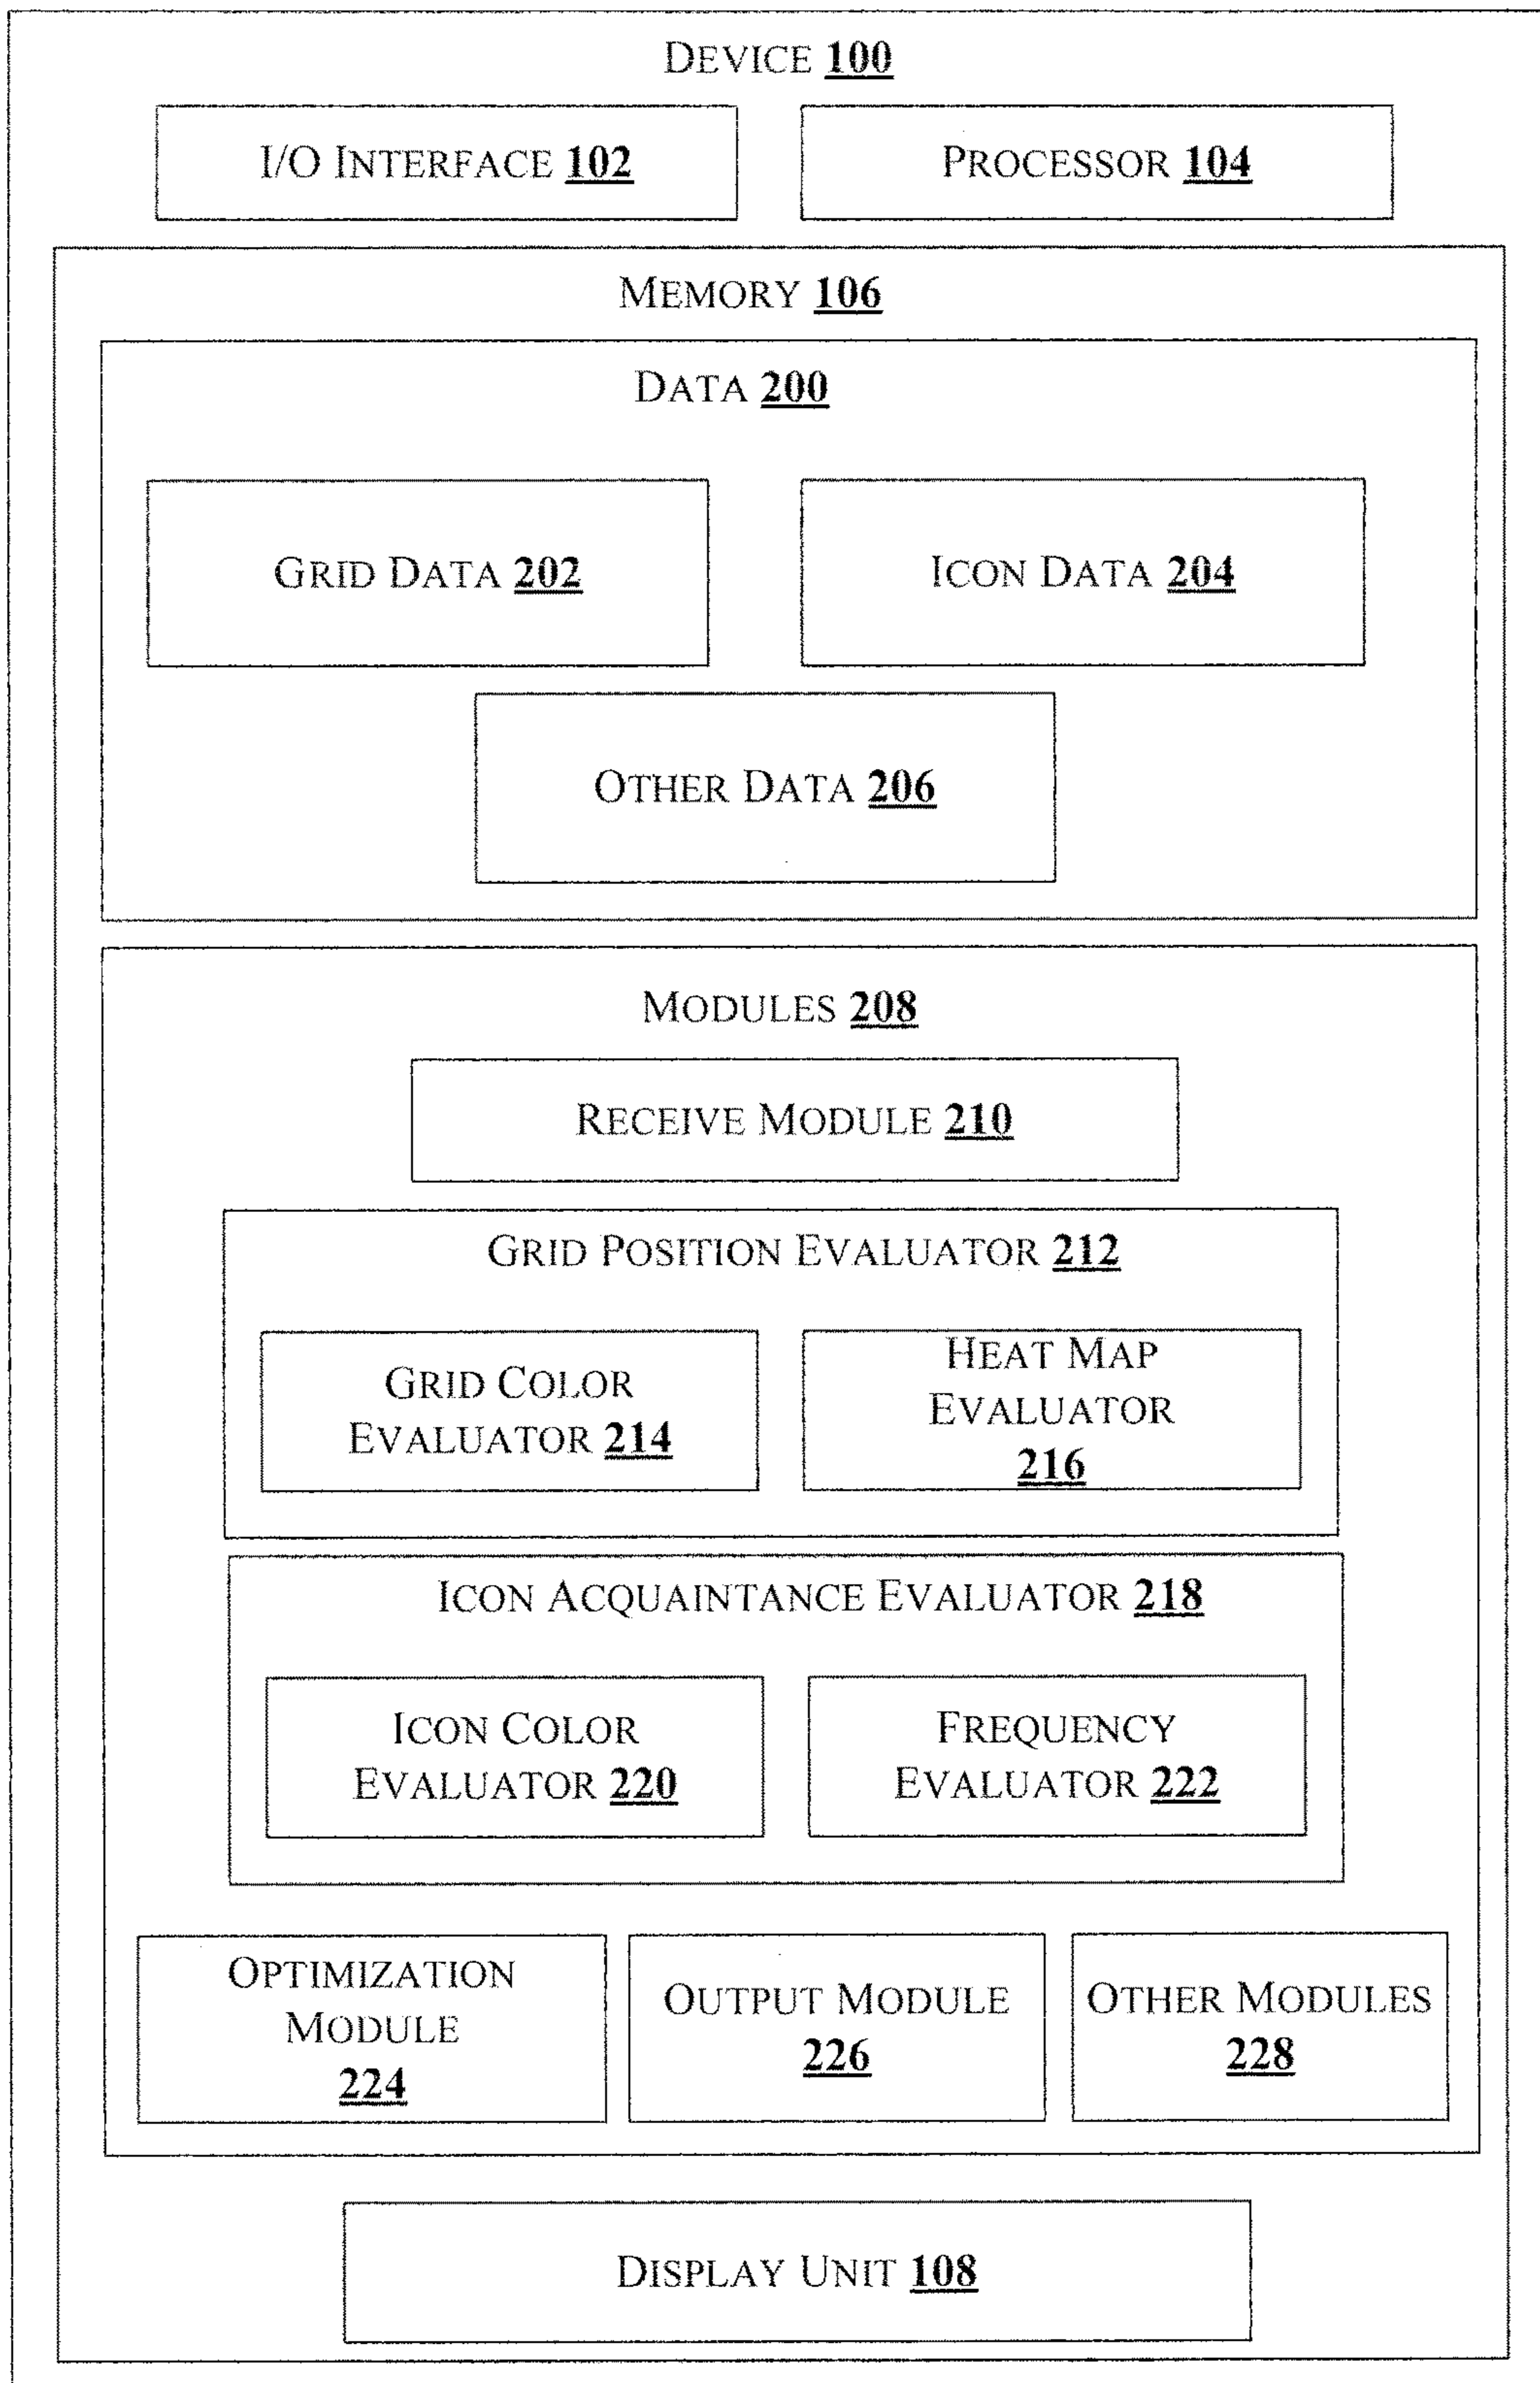 DEVICE 100
I/O INTERFACE 102
PROCESSOR 104
MEMORY 106
DATA 200
GRID DATA 202
ICON DATA 204
OTHER DATA 206
MODULES 208
RECEIVE MODULE 210
GRID POSITION EVALUATOR 212
GRID COLOR
EVALUATOR 214
HEAT MAP
EVALUATOR
216
ICON ACQUAINTANCE EVALUATOR 218
ICON COLOR
EVALUATOR 220
FREQUENCY
EVALUATOR 222
OPTIMIZATION
MODULE
224
OUTPUT MODULE
226
OTHER MODULES
228
DISPLAY UNIT 108